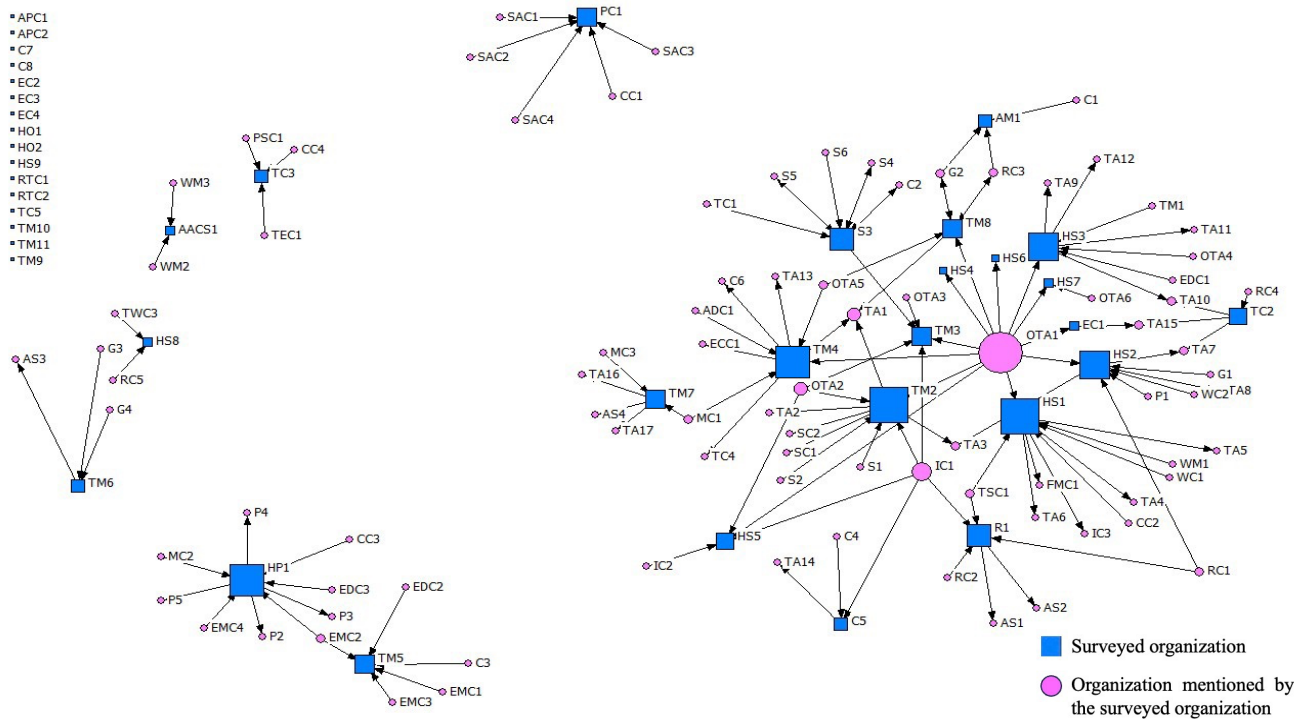 APC1
APC2
C7
C8
EC2
EC3
EC4
HO1
HO2
HS9
RTC1
RTC2
TC5
TM10
TM11
TM9
SAC1
PC1
SAC2
SAC3
CC1
SAC4
PSC1
CC4
TC3
WM3
AACS1
TEC1
WM2
TWC3
HS8
G3
AS3
RC5
G4
TM6
P4
CC3
MC2
HP1
P5
EDC3
EDC2
P3
EMC4
P2
EMC2
TM5
C3
EMC1
EMC3
C1
AM1
S6
S5
S4
C2
G2
RC3
TA12
TA9
TC1
TM1
S3
TM8
HS3
TA11
OTA4
HS6
HS4
EDC1
C6
TA13
OTA5
HS7
OTA6
TA10
RC4
OTA3
ADC1
TA1
TC2
TM3
OTA1
EC1
TA15
ECC1
TM4
MC3
TA7
HS2
TA16
G1
OTA2
TM2
TM7
WC2
TA8
P1
HS1
AS4
TA2
MC1
TA17
SC2
SC1
TA3
TA5
TC4
S2
S1
IC1
WM1
WC1
TSC1
FMC1
TA4
TA6
CC2
IC3
HS5
R1
C4
IC2
TA14
RC2
RC1
AS2
C5
AS1
Surveyed organization
Organization mentioned by
the surveyed organization